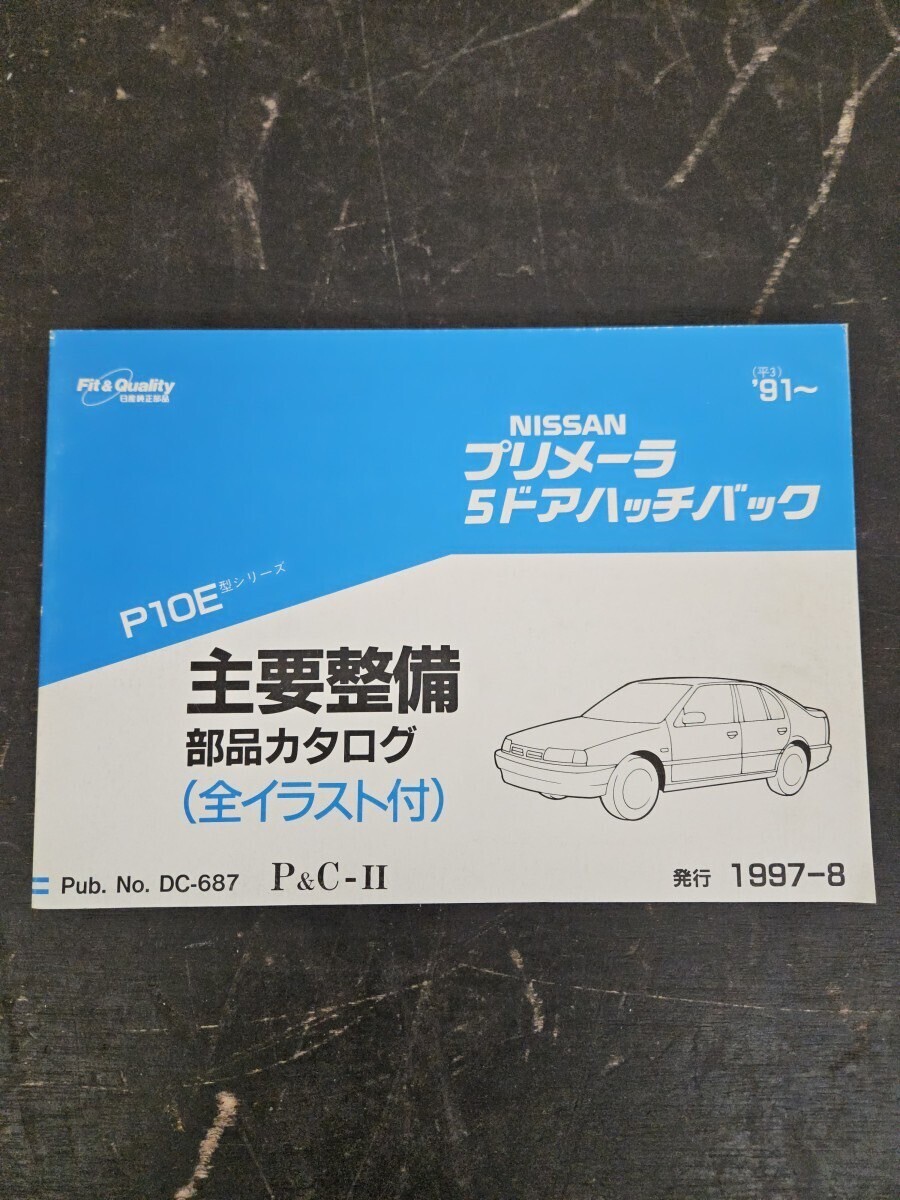 Fit & Quality
日産純正部品
(平3)
'91～
NISSAN
プリメーラ
5ドアハッチバック
P10E型シリーズ
主要整備
部品カタログ
(全イラスト付)
Pub. No. DC-687 P&C-II
発行 1997-8